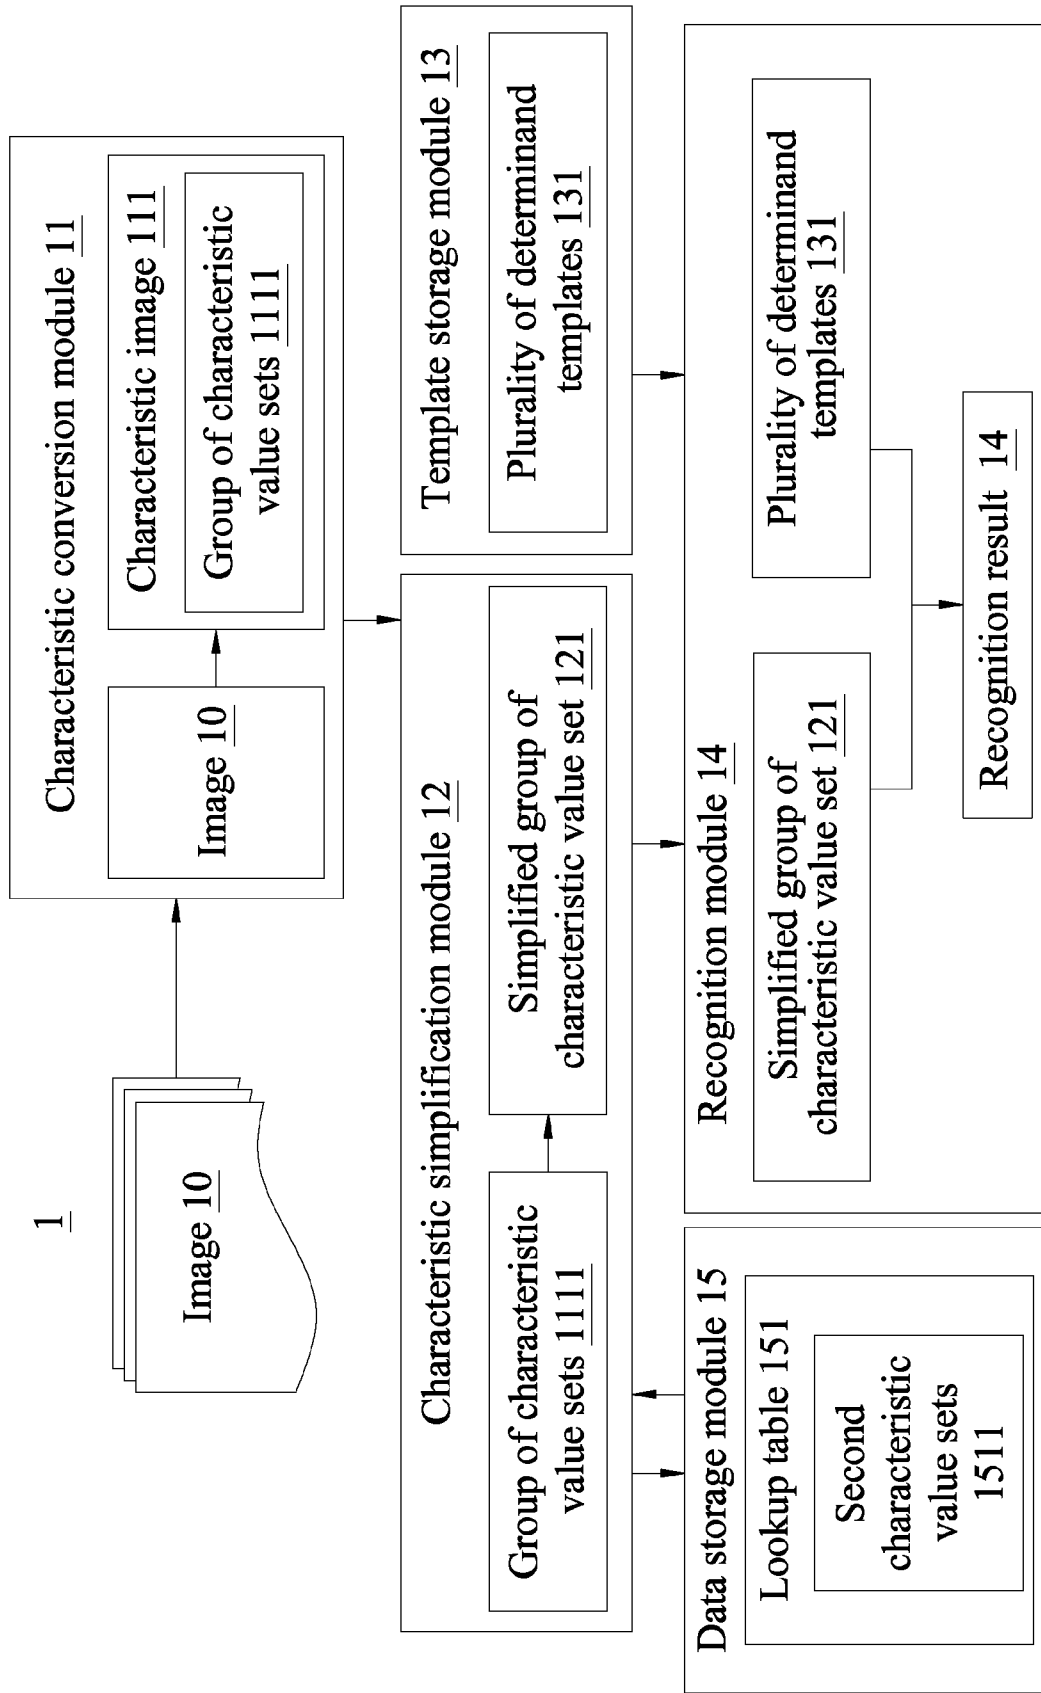 1
Image 10
Characteristic conversion module 11
Image 10
Characteristic image 111
Group of characteristic
value sets 1111
Characteristic simplification module 12
Group of characteristic
value sets 1111
Simplified group of
characteristic value set 121
Template storage module 13
Plurality of determinand
templates 131
Data storage module 15
Lookup table 151
Second
characteristic
value sets
1511
Recognition module 14
Simplified group of
characteristic value set 121
Plurality of determinand
templates 131
Recognition result 14